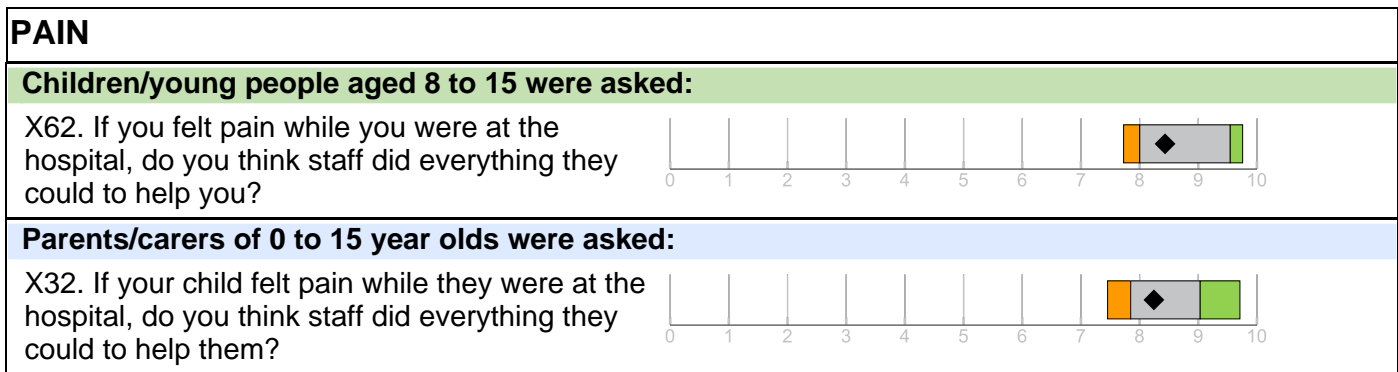 PAIN
Children/young people aged 8 to 15 were asked:
X62. If you felt pain while you were at the
hospital, do you think staff did everything they
could to help you?
0 1 2 3 4 5 6 7 8 9 10
Parents/carers of 0 to 15 year olds were asked:
X32. If your child felt pain while they were at the
hospital, do you think staff did everything they
could to help them?
0 1 2 3 4 5 6 7 8 9 10